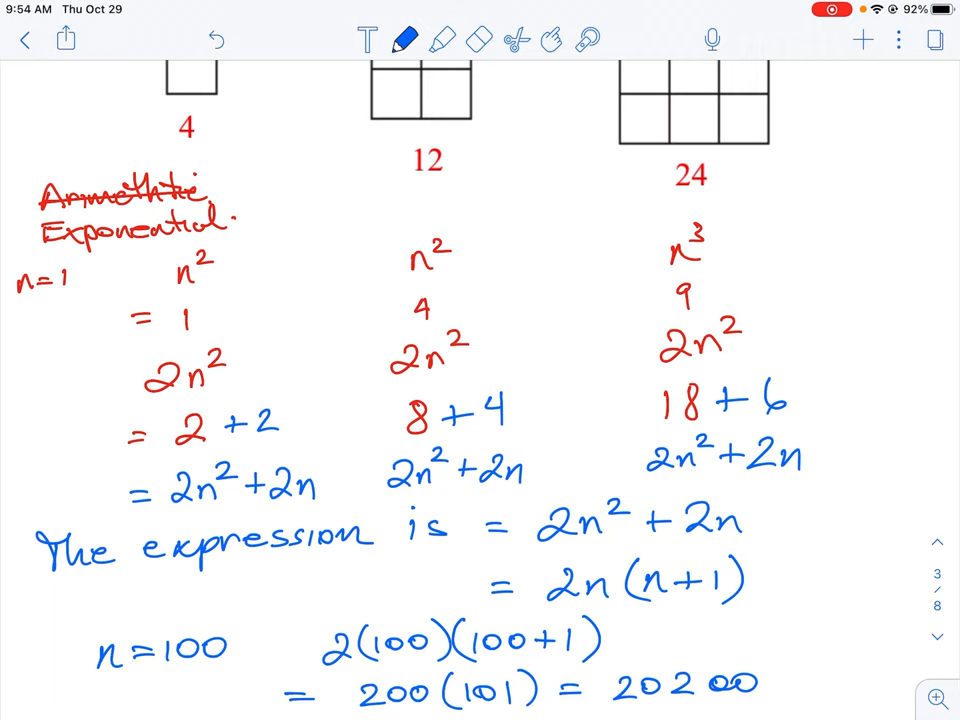 9:54 AM Thu Oct 29 92%
T
4 12 24
Arithmethtic
Exponential.
n=1 n² n² n³
= 1 4 9
2n² 2n² 2n²
= 2 + 2 8 + 4 18 + 6
= 2n² + 2n 2n² + 2n 2n² + 2n
The expression is = 2n² + 2n
= 2n (n + 1)
n = 100 2(100)(100+1)
= 200 (101) = 20200
3
/
8